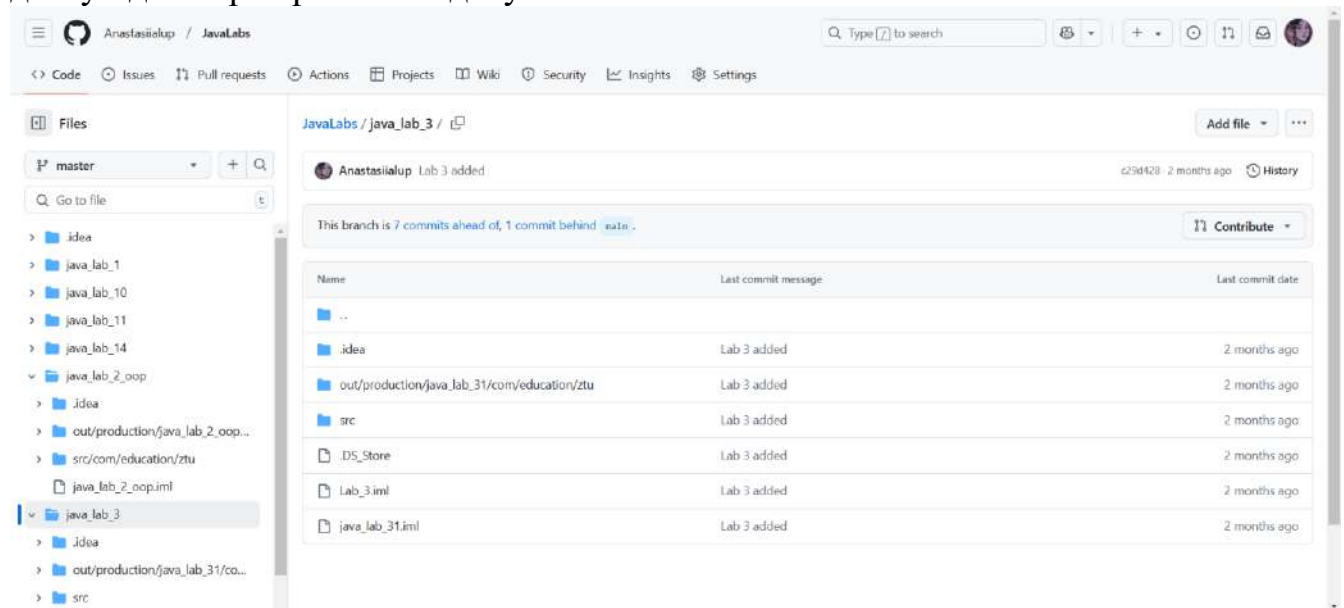 Anastasiialup / JavaLabs
Type / to search
Code Issues Pull requests Actions Projects Wiki Security Insights Settings
Files
JavaLabs / java_lab_3 /
Add file
master
Anastasiialup Lab 3 added
c29d428 · 2 months ago History
Go to file t
This branch is 7 commits ahead of, 1 commit behind main .
Contribute
.idea
java_lab_1
java_lab_10
java_lab_11
java_lab_14
java_lab_2_oop
.idea
out/production/java_lab_2_oop...
src/com/education/ztu
java_lab_2_oop.iml
java_lab_3
.idea
out/production/java_lab_31/co...
src
Name Last commit message Last commit date
..
.idea Lab 3 added 2 months ago
out/production/java_lab_31/com/education/ztu Lab 3 added 2 months ago
src Lab 3 added 2 months ago
.DS_Store Lab 3 added 2 months ago
Lab_3.iml Lab 3 added 2 months ago
java_lab_31.iml Lab 3 added 2 months ago